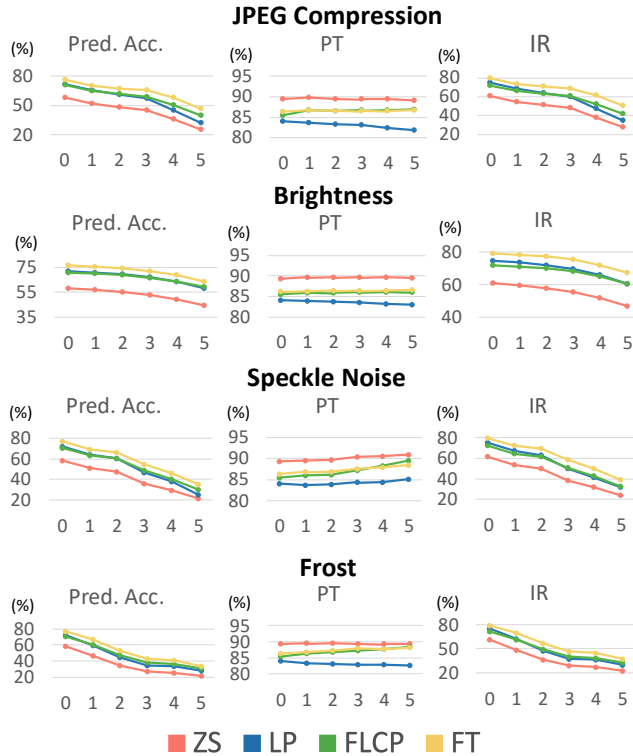 JPEG Compression
(%) Pred. Acc. (%) PT (%) IR
80 95 80
50 90 60
20 85 40
80 20
0 1 2 3 4 5 0 1 2 3 4 5 0 1 2 3 4 5
Brightness
(%) Pred. Acc. (%) PT (%) IR
75 95 80
55 90 60
35 85 40
80
0 1 2 3 4 5 0 1 2 3 4 5 0 1 2 3 4 5
Speckle Noise
(%) Pred. Acc. (%) PT (%) IR
80 95 80
60 90 60
40 85 40
20 80 20
0 1 2 3 4 5 0 1 2 3 4 5 0 1 2 3 4 5
Frost
(%) Pred. Acc. (%) PT (%) IR
80 95 80
60 90 60
40 85 40
20 80 20
0 1 2 3 4 5 0 1 2 3 4 5 0 1 2 3 4 5
ZS LP FLCP FT